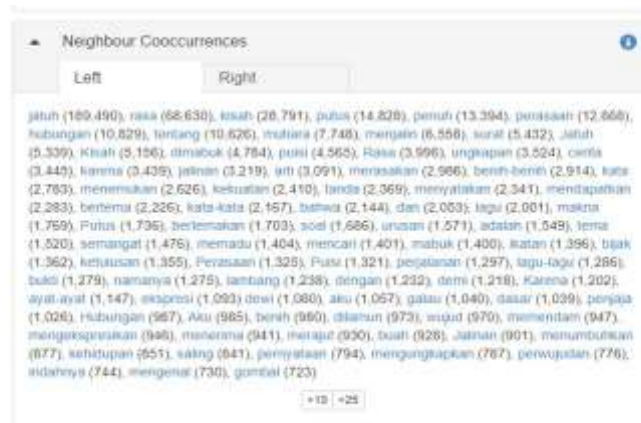 Neighbour Cooccurrences
Left Right
jatuh (189.490), rasa (68.630), kisah (28.791), putus (14.828), penuh (13.394), perasaan (12.868),
hubungan (10,829), tentang (10,626), mutiara (7,748), menjalin (6,558), surat (5,432), Jatuh
(5,339), Kisah (5,156), dimabuk (4,784), puisi (4,565), Rasa (3,996), ungkapan (3,524), cerita
(3,445), karena (3,439), jalinan (3,219), arti (3,091), merasakan (2,986), benih-benih (2,914), kata
(2,783), menemukan (2,626), kekuatan (2,410), tanda (2,369), menyatakan (2,341), mendapatkan
(2,283), bertema (2,226), kata-kata (2,167), bahwa (2,144), dan (2,053), lagu (2,001), makna
(1,769), Putus (1,736), bertemakan (1,703), soal (1,686), urusan (1,571), adalah (1,549), tema
(1,520), semangat (1,476), memadu (1,404), mencari (1,401), mabuk (1,400), ikatan (1,396), bijak
(1,362), ketulusan (1,355), Perasaan (1,325), Puisi (1,321), perjalanan (1,297), lagu-lagu (1,286),
bukti (1,279), namanya (1,275), lambang (1,238), dengan (1,232), demi (1,218), Karena (1,202),
ayat-ayat (1,147), ekspresi (1,093) dewi (1,080), aku (1,057), galau (1,040), dasar (1,039), penjaja
(1,026), Hubungan (987), Aku (985), benih (980), dilamun (973), wujud (970), memendam (947),
mengekspresikan (946), menerima (941), merajut (930), buah (928), Jalinan (901), menumbuhkan
(877), kehidupan (851), saling (841), pernyataan (794), mengungkapkan (787), perwujudan (776),
indahnya (744), mengenal (730), gombal (723)
+10 +25